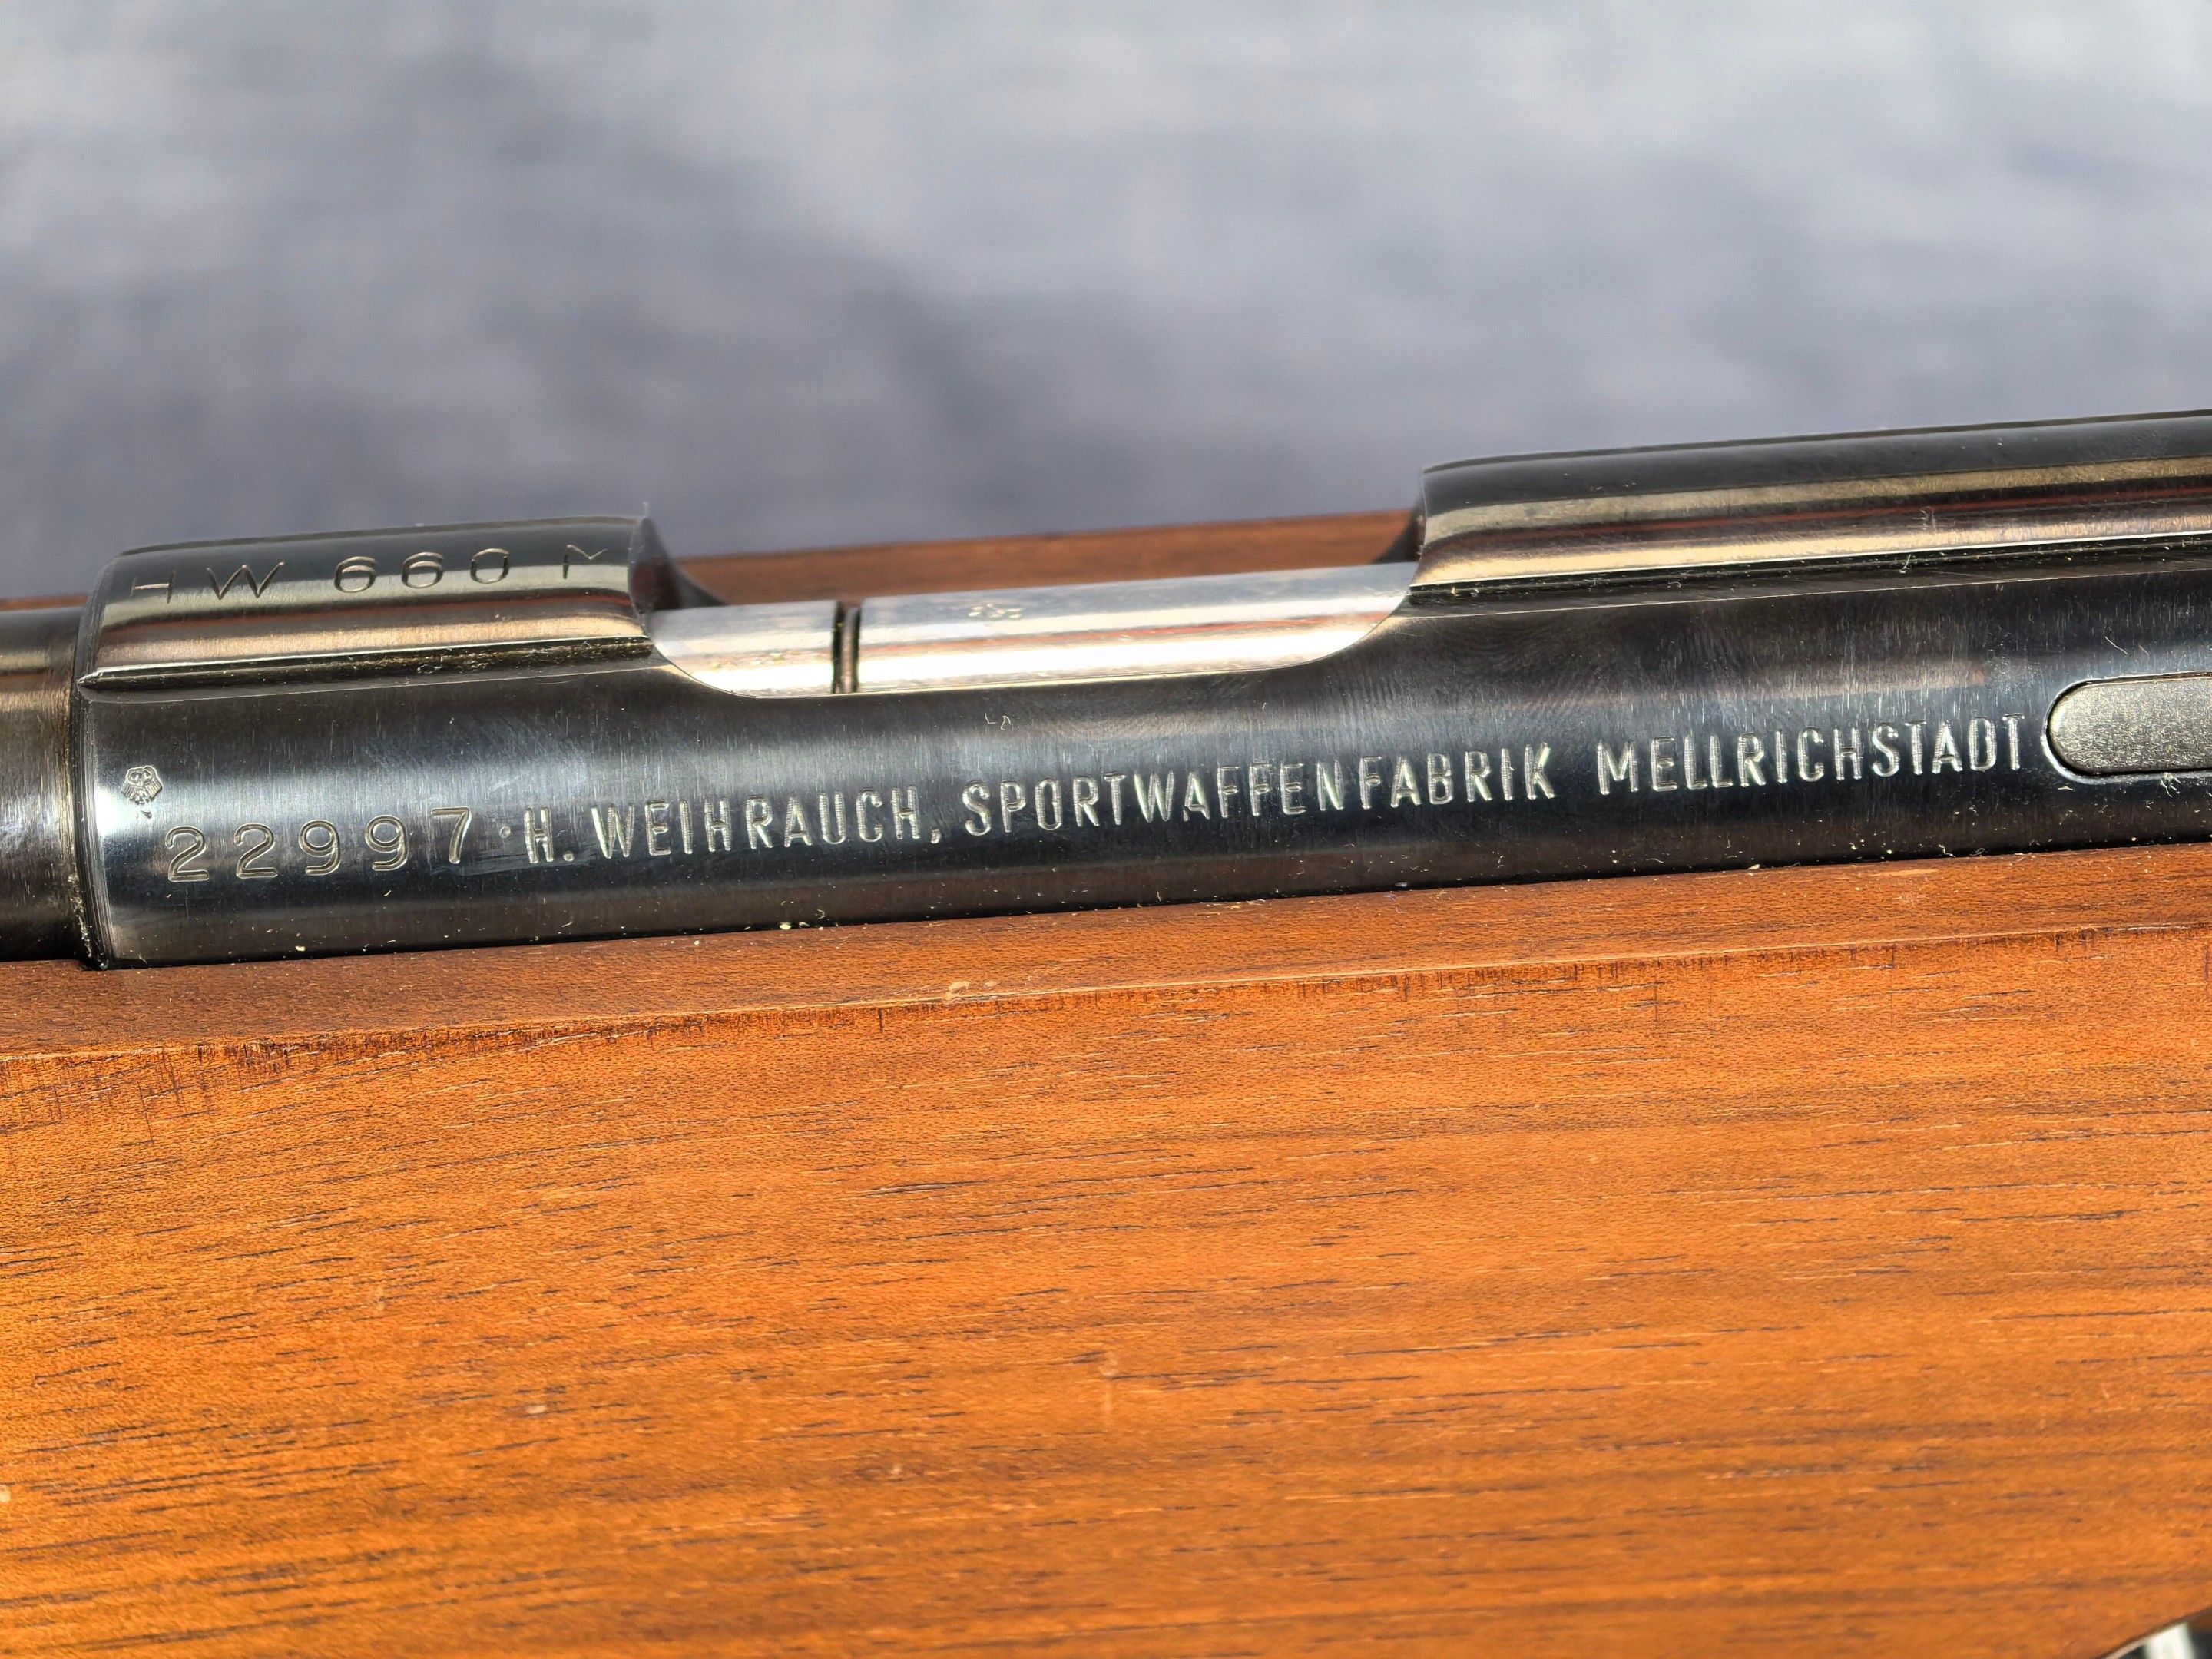 HW 660 M
22997 · H. WEIHRAUCH, SPORTWAFFENFABRIK MELLRICHSTADT